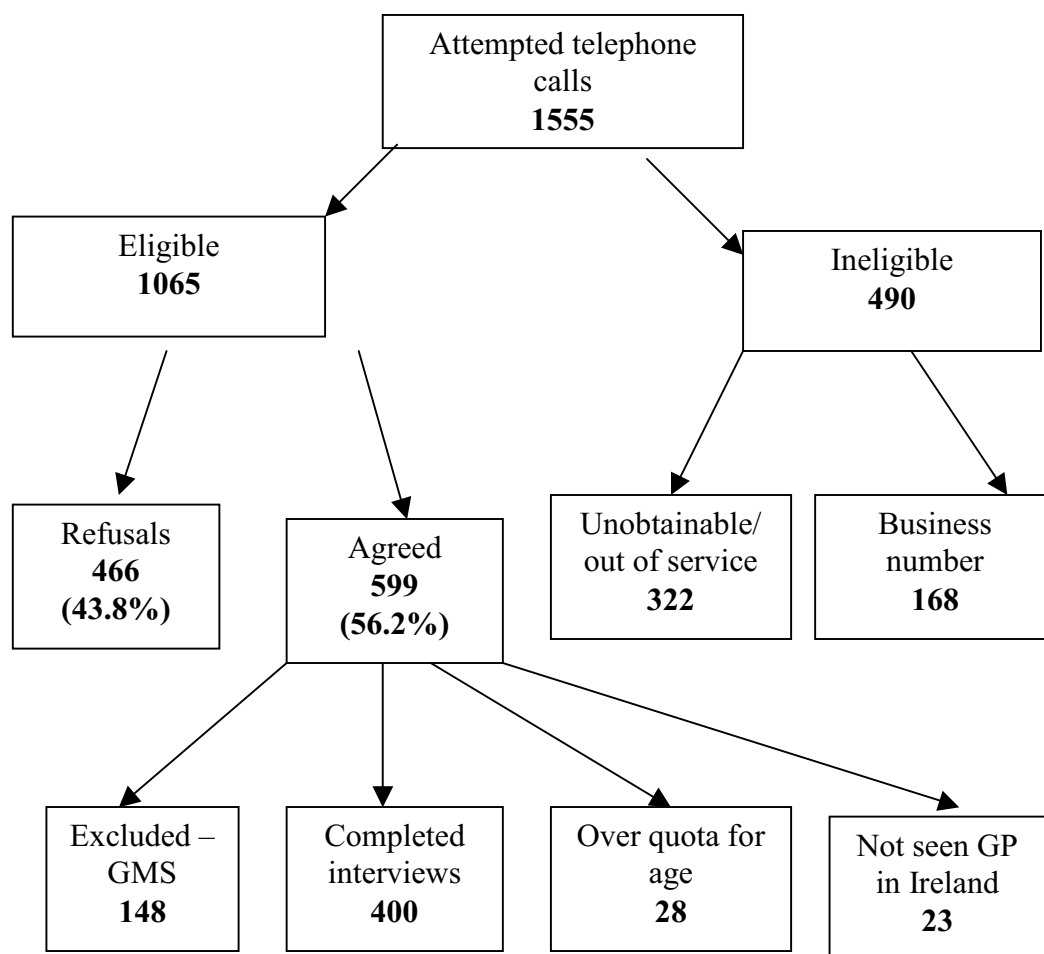 Attempted telephone
calls
1555
Eligible
1065
Ineligible
490
Refusals
466
(43.8%)
Agreed
599
(56.2%)
Unobtainable/
out of service
322
Business
number
168
Excluded –
GMS
148
Completed
interviews
400
Over quota for
age
28
Not seen GP
in Ireland
23